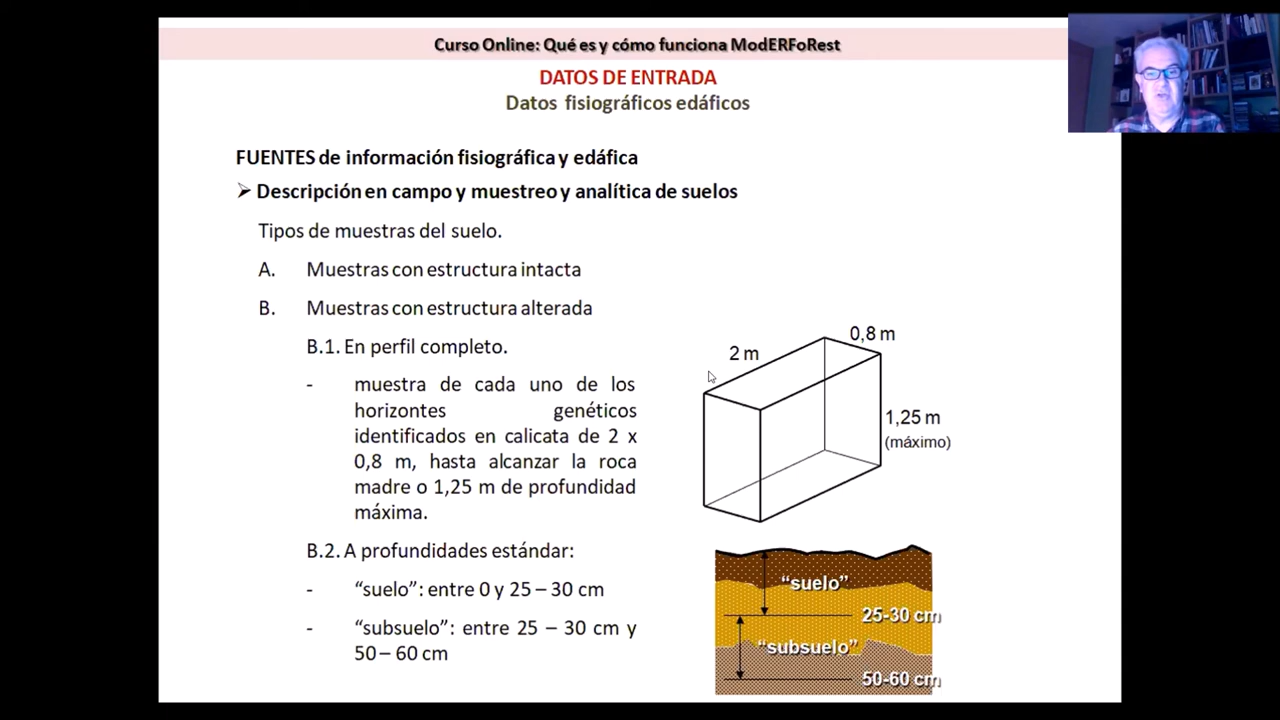 Curso Online: Qué es y cómo funciona ModERFoRest
DATOS DE ENTRADA
Datos fisiográficos edáficos
FUENTES de información fisiográfica y edáfica
➢ Descripción en campo y muestreo y analítica de suelos
Tipos de muestras del suelo.
A. Muestras con estructura intacta
B. Muestras con estructura alterada
B.1. En perfil completo.
- muestra de cada uno de los
horizontes genéticos
identificados en calicata de 2 x
0,8 m, hasta alcanzar la roca
madre o 1,25 m de profundidad
máxima.
B.2. A profundidades estándar:
- “suelo”: entre 0 y 25 – 30 cm
- “subsuelo”: entre 25 – 30 cm y
50 – 60 cm
0,8 m
2 m
1,25 m
(máximo)
“suelo”
25-30 cm
“subsuelo”
50-60 cm